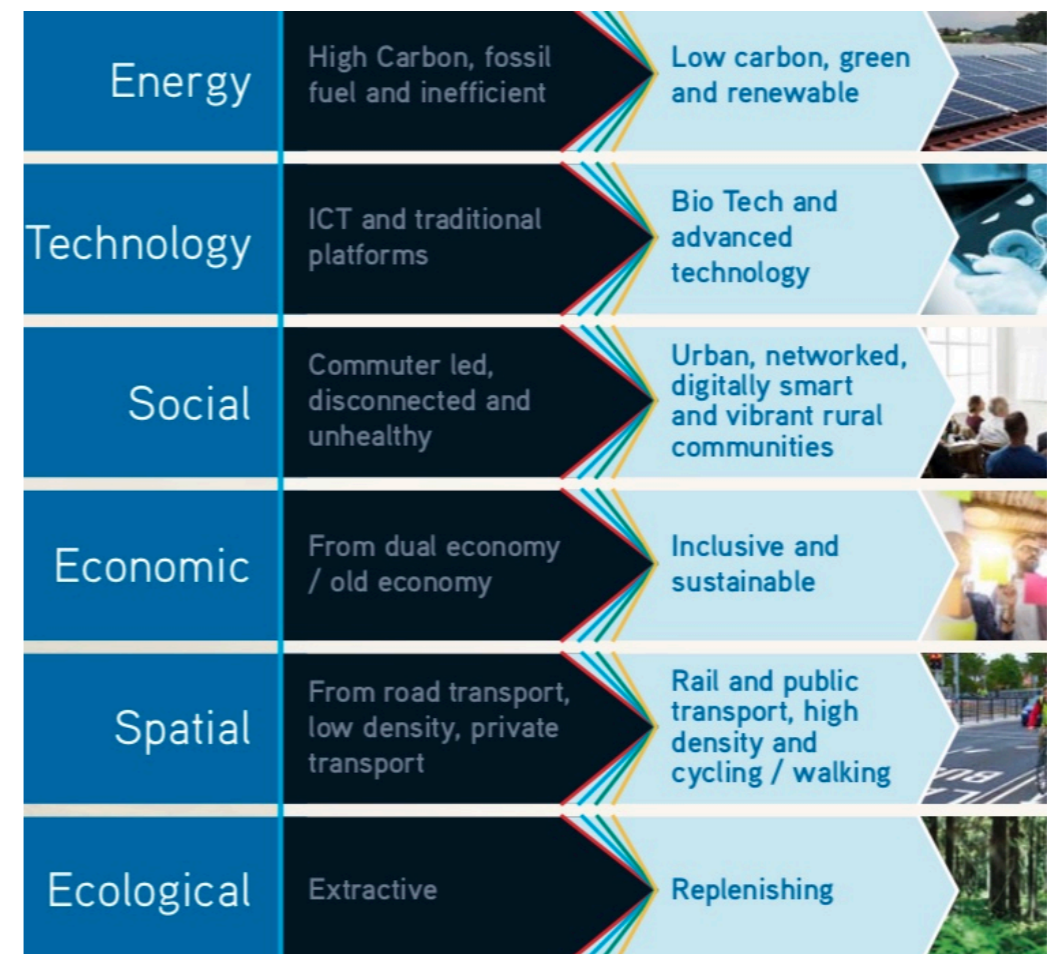 Energy
High Carbon, fossil
fuel and inefficient
Low carbon, green
and renewable
Technology
ICT and traditional
platforms
Bio Tech and
advanced
technology
Social
Commuter led,
disconnected and
unhealthy
Urban, networked,
digitally smart
and vibrant rural
communities
Economic
From dual economy
/ old economy
Inclusive and
sustainable
Spatial
From road transport,
low density, private
transport
Rail and public
transport, high
density and
cycling / walking
Ecological
Extractive
Replenishing